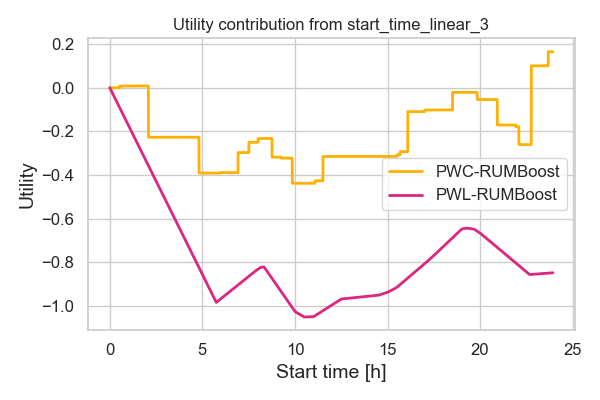 Utility contribution from start_time_linear_3
Utility
0.2
0.0
−0.2
−0.4
−0.6
−0.8
−1.0
PWC-RUMBoost
PWL-RUMBoost
0 5 10 15 20 25
Start time [h]